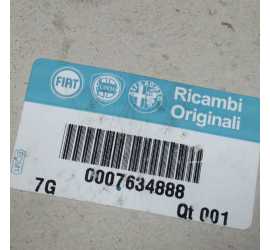 FIAT
Ricambi
Originali
0007634888
7G
Qt 001